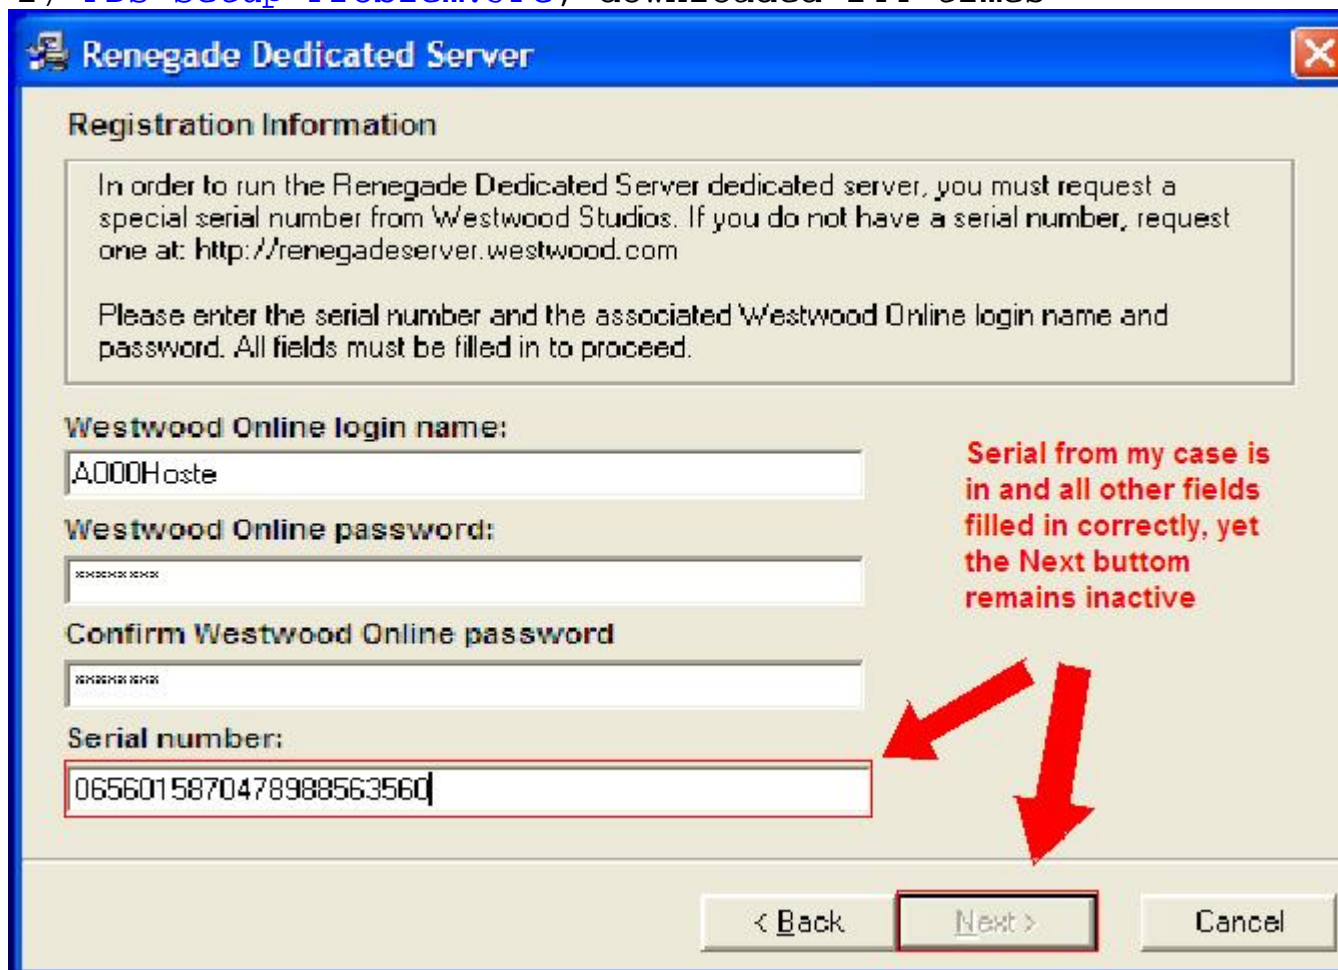 Renegade Dedicated Server
Registration Information
In order to run the Renegade Dedicated Server dedicated server, you must request a
special serial number from Westwood Studios. If you do not have a serial number, request
one at: http://renegadeserver.westwood.com
Please enter the serial number and the associated Westwood Online login name and
password. All fields must be filled in to proceed.
Westwood Online login name:
A000Hoste
Westwood Online password:
********
Confirm Westwood Online password
********
Serial number:
0656015870478988563560
Serial from my case is
in and all other fields
filled in correctly, yet
the Next buttom
remains inactive
< Back
Next >
Cancel